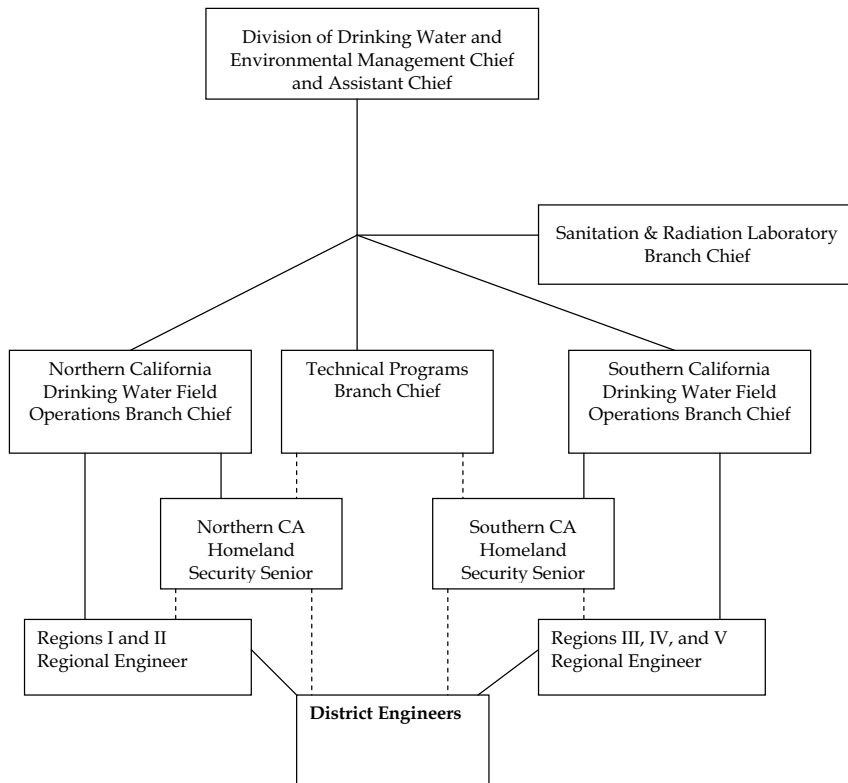 Division of Drinking Water and
Environmental Management Chief
and Assistant Chief
Sanitation & Radiation Laboratory
Branch Chief
Northern California
Drinking Water Field
Operations Branch Chief
Technical Programs
Branch Chief
Southern California
Drinking Water Field
Operations Branch Chief
Northern CA
Homeland
Security Senior
Southern CA
Homeland
Security Senior
Regions I and II
Regional Engineer
Regions III, IV, and V
Regional Engineer
District Engineers